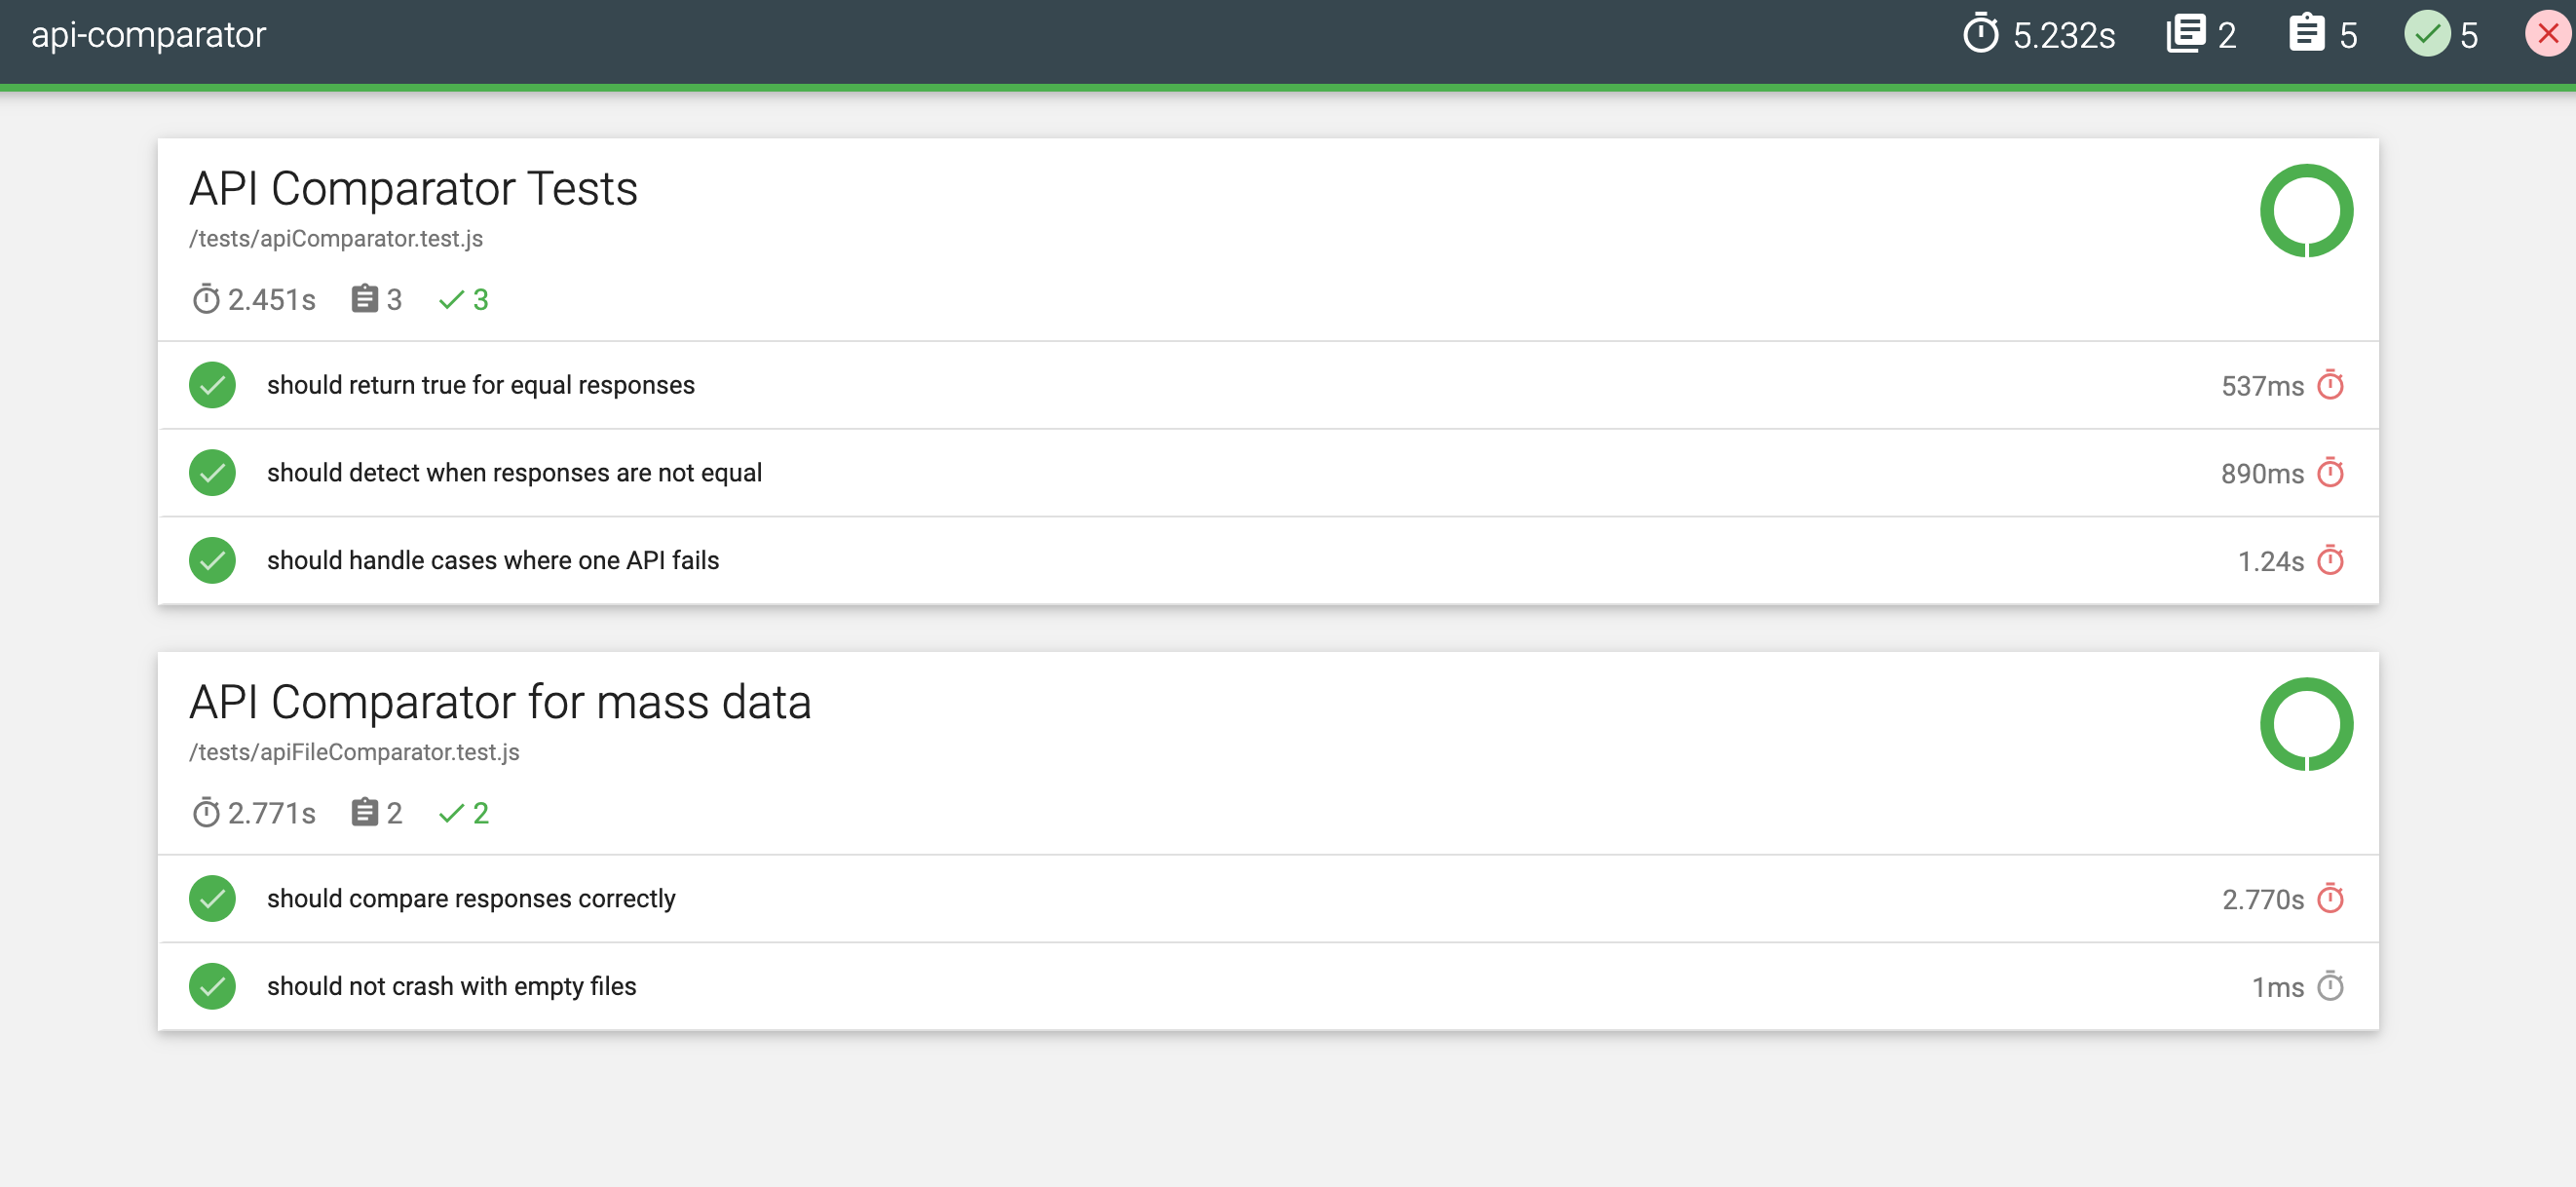 api-comparator 5.232s 2 5 5
API Comparator Tests
/tests/apiComparator.test.js
2.451s 3 3
should return true for equal responses 537ms
should detect when responses are not equal 890ms
should handle cases where one API fails 1.24s
API Comparator for mass data
/tests/apiFileComparator.test.js
2.771s 2 2
should compare responses correctly 2.770s
should not crash with empty files 1ms